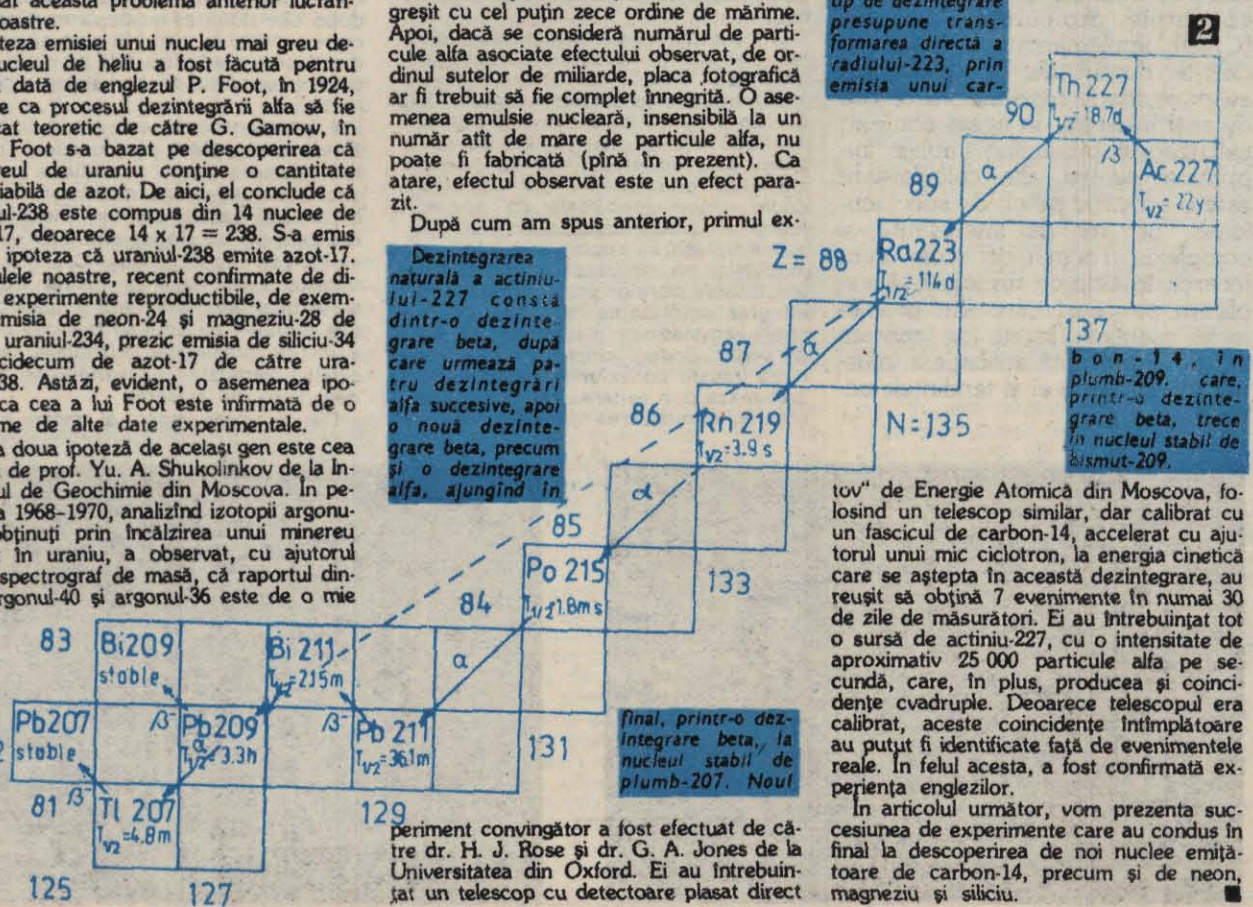 at această problemă anterior lucrăn-
oastre.
teza emisiei unui nucleu mai greu de-
ucleul de heliu a fost făcută pentru
dată de englezul P. Foot, în 1924,
e ca procesul dezintegrării alfa să fie
cat teoretic de către G. Gamow, în
Foot s-a bazat pe descoperirea că
reul de uraniu conține o cantitate
iabilă de azot. De aici, el conclude că
ul-238 este compus din 14 nuclee de
17, deoarece 14 x 17 = 238. S-a emis
ipoteza că uraniul-238 emite azot-17.
lele noastre, recent confirmate de di-
experimente reproductibile, de exem-
misia de neon-24 și magneziu-28 de
uraniul-234, prezic emisia de siliciu-34
cidecum de azot-17 de către ura-
38. Astăzi, evident, o asemenea ipo-
ca cea a lui Foot este infirmată de o
me de alte date experimentale.
a doua ipoteză de același gen este cea
de prof. Yu. A. Shukolinkov de la In-
ul de Geochimie din Moscova. În pe-
a 1968–1970, analizînd izotopii argonu-
obținuți prin încălzirea unui minereu
în uraniu, a observat, cu ajutorul
spectrograf de masă, că raportul din-
rgonul-40 și argonul-36 este de o mie
greșit cu cel puțin zece ordine de mărime.
Apoi, dacă se consideră numărul de parti-
cule alfa asociate efectului observat, de or-
dinul sutelor de miliarde, placa fotografică
ar fi trebuit să fie complet înnegrită. O ase-
menea emulsie nucleară, insensibilă la un
număr atît de mare de particule alfa, nu
poate fi fabricată (pînă în prezent). Ca
atare, efectul observat este un efect para-
zit.
După cum am spus anterior, primul ex-
Dezintegrarea
naturală a actiniu-
lui-227 constă
dintr-o dezinte-
grare beta, după
care urmează pa-
tru dezintegrări
alfa succesive, apoi
o nouă dezinte-
grare beta, precum
și o dezintegrare
alfa, ajungînd în
final, printr-o dez-
integrare beta, la
nucleul stabil de
plumb-207. Noul
tip de dezintegrare
presupune trans-
formarea directă a
radiului-223, prin
emisia unui car-
bon-14, în
plumb-209. care,
printr-o dezinte-
grare beta, trece
în nucleul stabil de
bismut-209.
2
Th 227
T1/2=18.7d
90
β
Ac 227
T1/2=22y
89
α
Z = 88
Ra223
T1/2=11.4d
137
87
α
86
Rn 219
T1/2=3.9s
N=135
α
85
Po 215
T1/2=1.8ms
133
84
α
83
Bi209
stable
Bi 211
T1/2=2.15m
Pb207
stable
β-
Pb209
T1/2=3.3h
α
β-
Pb 211
T1/2=36.1m
131
81
β-
Tl 207
T1/2=4.8m
129
125
127
periment convingător a fost efectuat de că-
tre dr. H. J. Rose și dr. G. A. Jones de la
Universitatea din Oxford. Ei au întrebuin-
țat un telescop cu detectoare plasat direct
tov“ de Energie Atomică din Moscova, fo-
losind un telescop similar, dar calibrat cu
un fascicul de carbon-14, accelerat cu aju-
torul unui mic ciclotron, la energia cinetică
care se aștepta în această dezintegrare, au
reușit să obțină 7 evenimente în numai 30
de zile de măsurători. Ei au întrebuințat tot
o sursă de actiniu-227, cu o intensitate de
aproximativ 25 000 particule alfa pe se-
cundă, care, în plus, producea și coinci-
dențe cvadruple. Deoarece telescopul era
calibrat, aceste coincidențe întîmplătoare
au putut fi identificate față de evenimentele
reale. În felul acesta, a fost confirmată ex-
periența englezilor.
În articolul următor, vom prezenta suc-
cesiunea de experimente care au condus în
final la descoperirea de noi nuclee emiță-
toare de carbon-14, precum și de neon,
magneziu și siliciu.